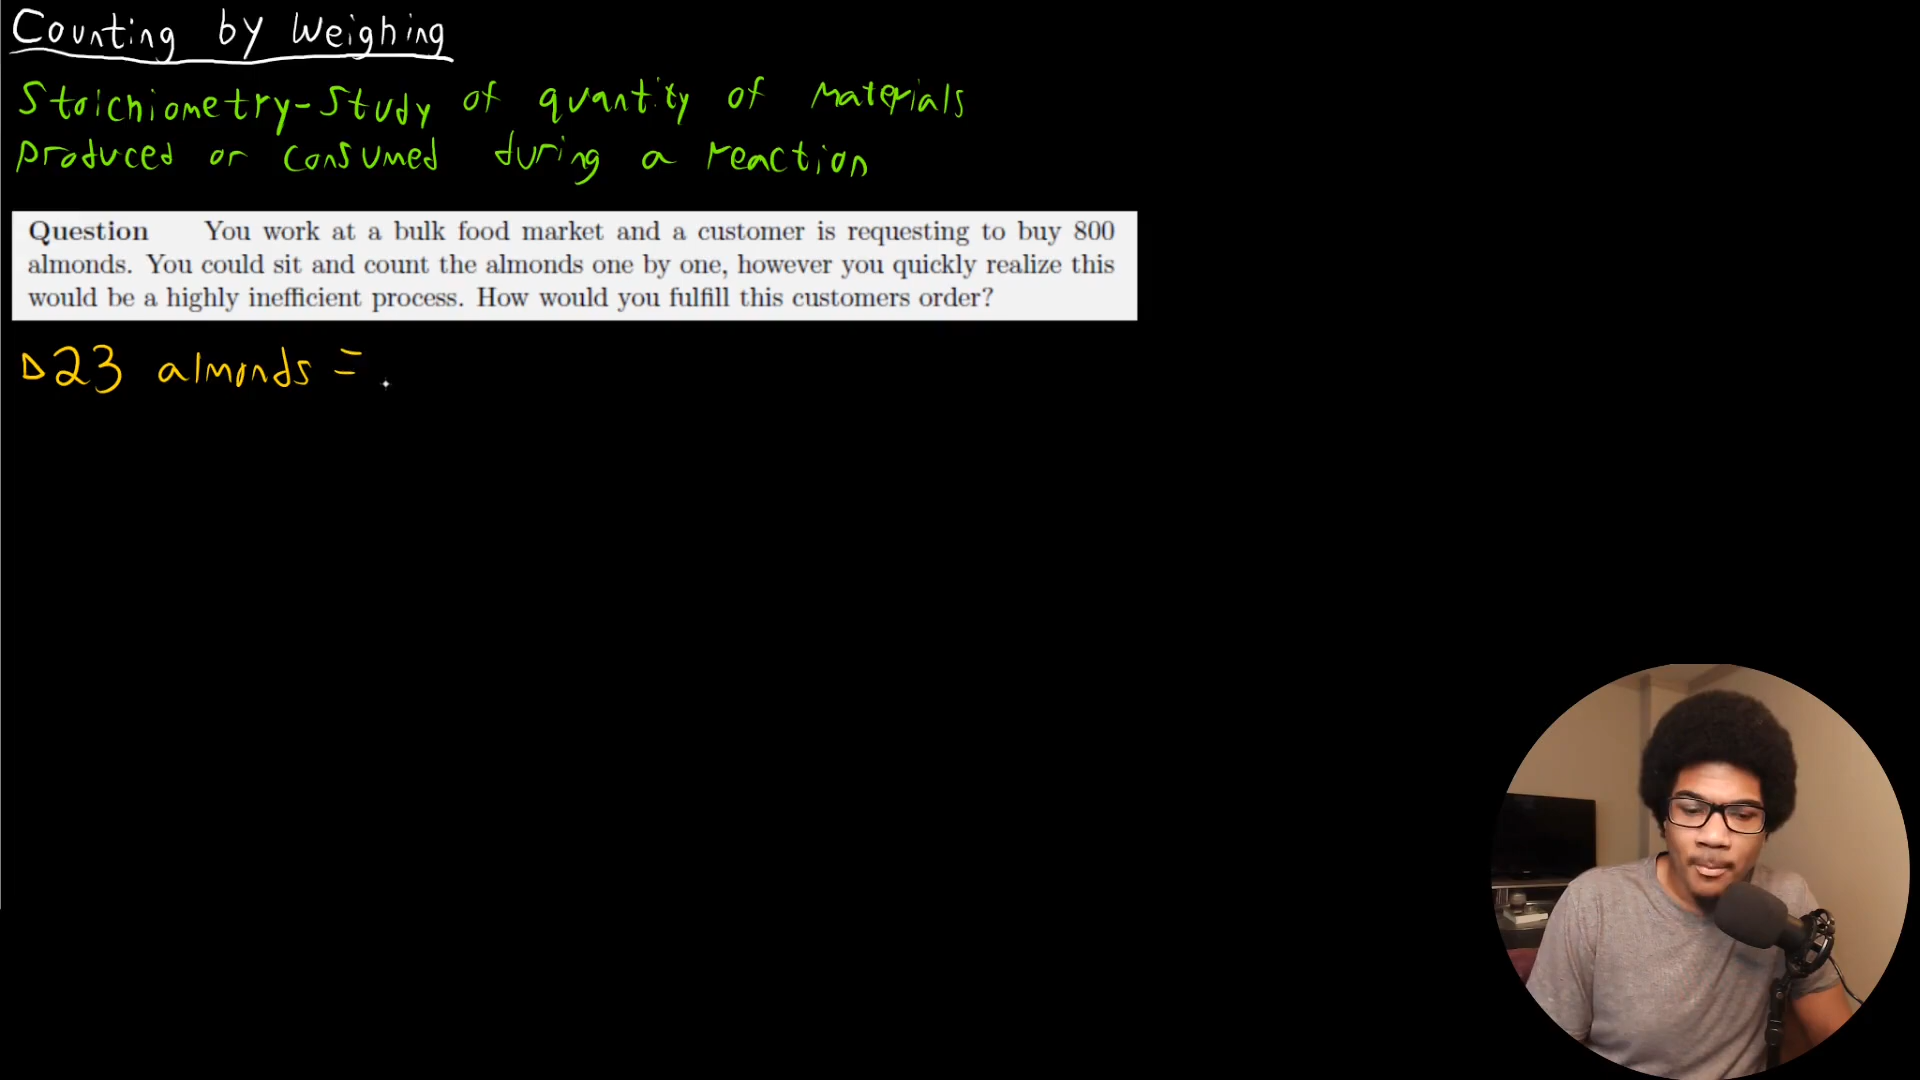 Counting by Weighing
Stoichiometry-Study of quantity of materials
produced or consumed during a reaction
Question You work at a bulk food market and a customer is requesting to buy 800
almonds. You could sit and count the almonds one by one, however you quickly realize this
would be a highly inefficient process. How would you fulfill this customers order?
▷23 almonds =